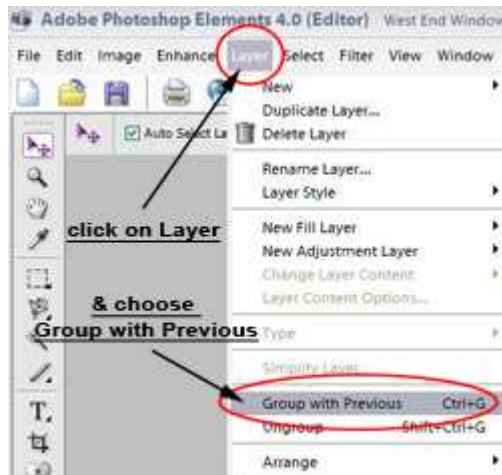 Adobe Photoshop Elements 4.0 (Editor) West End Window
File Edit Image Enhance Layer Select Filter View Window
New
Duplicate Layer...
Auto Select La
Delete Layer
Rename Layer...
Layer Style
click on Layer
New Fill Layer
New Adjustment Layer
Change Layer Content
Layer Content Options...
& choose
Group with Previous
Type
Simplify Layer
Group with Previous Ctrl+G
Ungroup Shift+Ctrl+G
T
Arrange